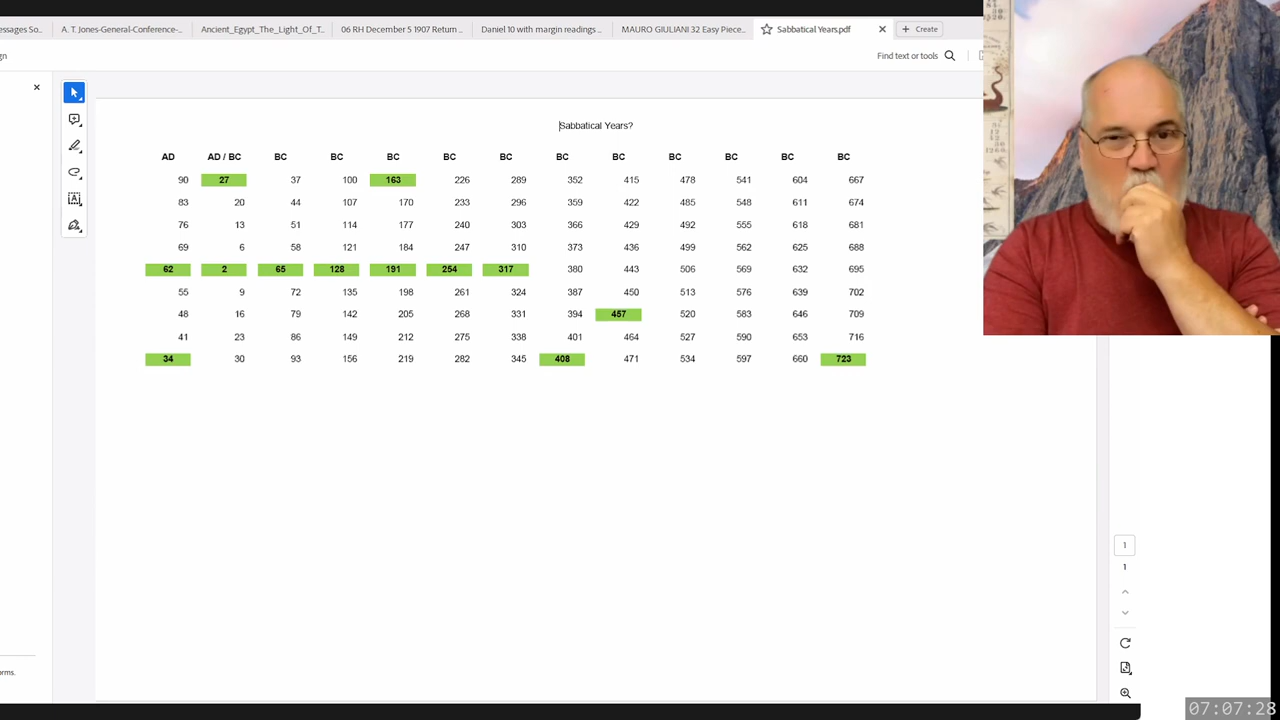 essages So...
A. T. Jones-General-Conference-...
Ancient_Egypt_The_Light_Of_T...
06 RH December 5 1907 Return ...
Daniel 10 with margin readings ...
MAURO GIULIANI 32 Easy Piece...
Sabbatical Years.pdf
Create
gn
Find text or tools
Sabbatical Years?
AD AD / BC BC BC BC BC BC BC BC BC BC BC BC
90 27 37 100 163 226 289 352 415 478 541 604 667
83 20 44 107 170 233 296 359 422 485 548 611 674
76 13 51 114 177 240 303 366 429 492 555 618 681
69 6 58 121 184 247 310 373 436 499 562 625 688
62 2 65 128 191 254 317 380 443 506 569 632 695
55 9 72 135 198 261 324 387 450 513 576 639 702
48 16 79 142 205 268 331 394 457 520 583 646 709
41 23 86 149 212 275 338 401 464 527 590 653 716
34 30 93 156 219 282 345 408 471 534 597 660 723
1
1
orms.
07:07:28